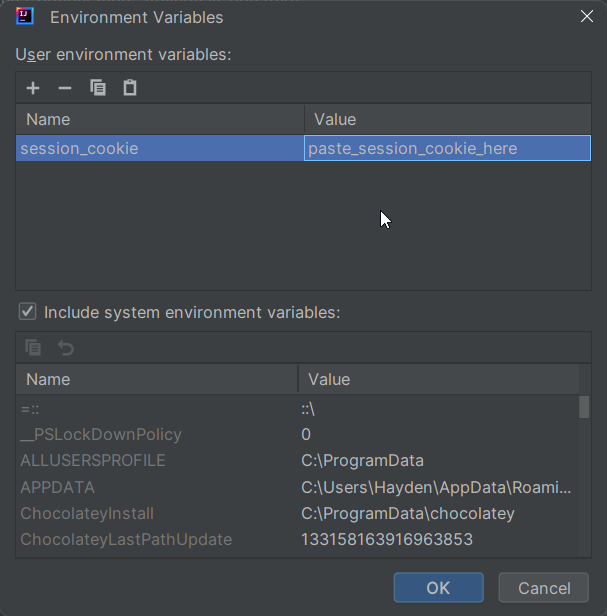 Environment Variables
User environment variables:
Name Value
session_cookie paste_session_cookie_here
Include system environment variables:
Name Value
=:: ::\
__PSLockDownPolicy 0
ALLUSERSPROFILE C:\ProgramData
APPDATA C:\Users\Hayden\AppData\Roami...
ChocolateyInstall C:\ProgramData\chocolatey
ChocolateyLastPathUpdate 133158163916963853
OK Cancel